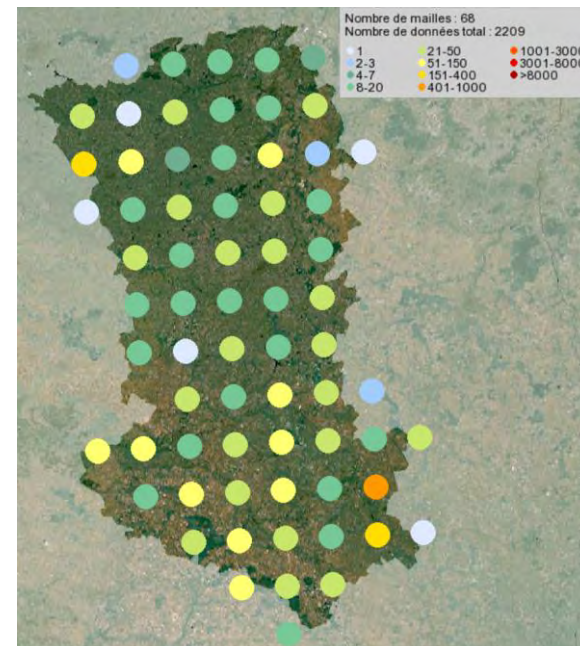 Nombre de mailles : 68
Nombre de données total : 2209
1 21-50 1001-3000
2-3 51-150 3001-8000
4-7 151-400 >8000
8-20 401-1000